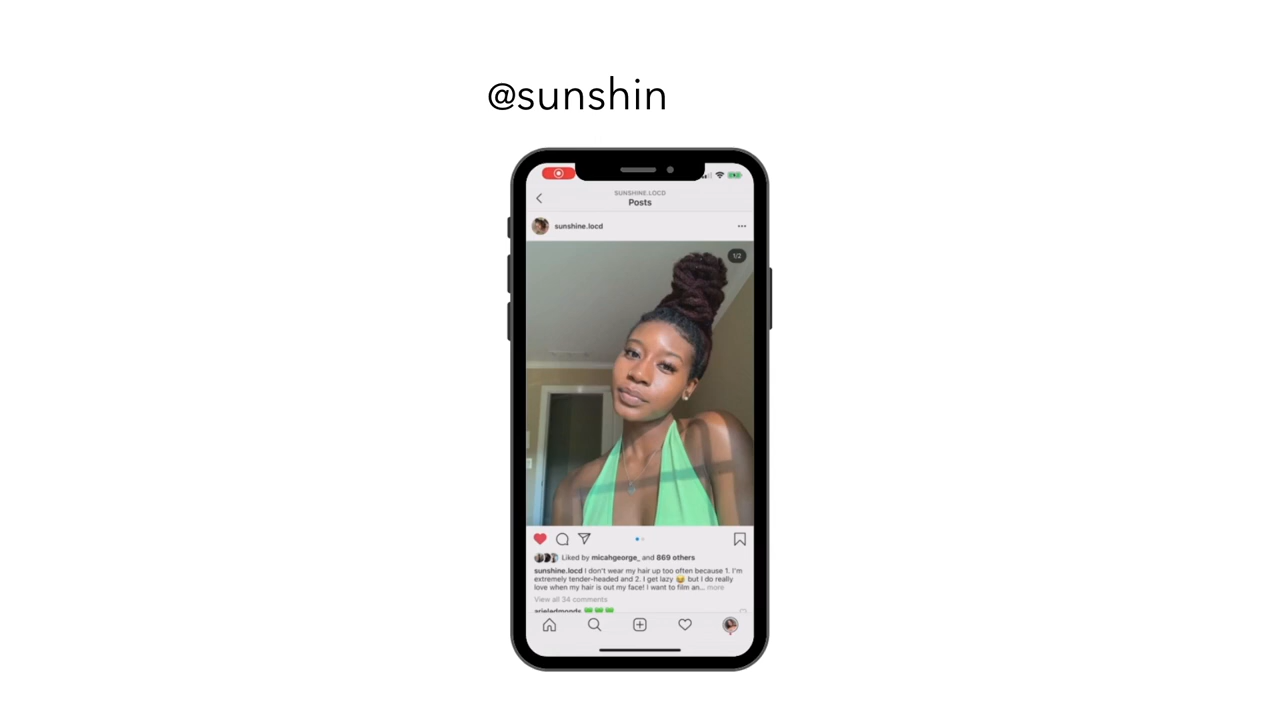 @sunshin
SUNSHINE.LOCD
Posts
sunshine.locd
1/2
Liked by micahgeorge_ and 869 others
sunshine.locd I don't wear my hair up too often because 1. I'm
extremely tender-headed and 2. I get lazy 😂 but I do really
love when my hair is out my face! I want to film an... more
View all 34 comments
arieledmonds 💚💚💚